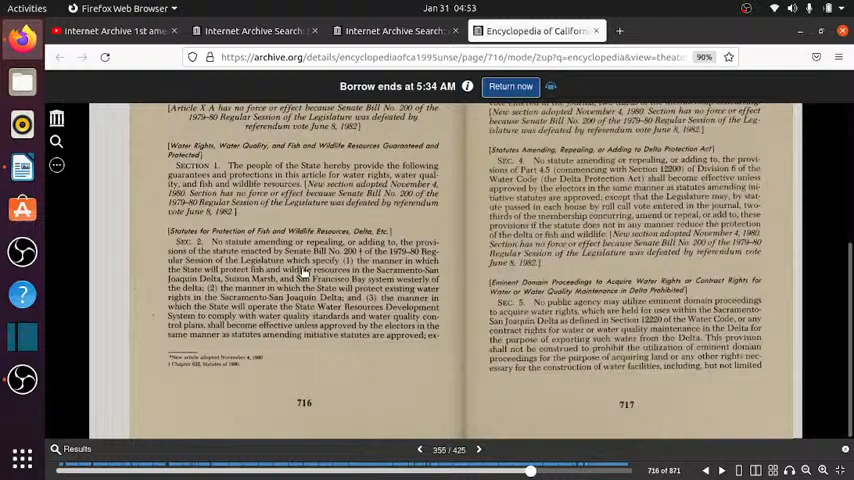 Activities
Firefox Web Browser
Jan 31 04:53
Internet Archive 1st ame
Internet Archive Search:
Internet Archive Search:
Encyclopedia of Californ
https://archive.org/details/encyclopediaofca1995unse/page/716/mode/2up?q=encyclopedia&view=theate
90%
Borrow ends at 5:34 AM
Return now
[Article X A has no force or effect because Senate Bill No. 200 of the
1979–80 Regular Session of the Legislature was defeated by
referendum vote June 8, 1982]
[Water Rights, Water Quality, and Fish and Wildlife Resources Guaranteed and
Protected]
SECTION 1. The people of the State hereby provide the following
guarantees and protections in this article for water rights, water qual-
ity, and fish and wildlife resources. [New section adopted November 4,
1980. Section has no force or effect because Senate Bill No. 200 of the
1979–80 Regular Session of the Legislature was defeated by referendum
vote June 8, 1982]
[Statutes for Protection of Fish and Wildlife Resources, Delta, Etc.]
SEC. 2. No statute amending or repealing, or adding to, the provi-
sions of the statute enacted by Senate Bill No. 200 † of the 1979–80 Reg-
ular Session of the Legislature which specify (1) the manner in which
the State will protect fish and wildlife resources in the Sacramento-San
Joaquin Delta, Suisun Marsh, and San Francisco Bay system westerly of
the delta; (2) the manner in which the State will protect existing water
rights in the Sacramento-San Joaquin Delta; and (3) the manner in
which the State will operate the State Water Resources Development
System to comply with water quality standards and water quality con-
trol plans, shall become effective unless approved by the electors in the
same manner as statutes amending initiative statutes are approved; ex-
*New article adopted November 4, 1980.
† Chapter 632, Statutes of 1980.
716
[New section adopted November 4, 1980. Section has no force or
effect because Senate Bill No. 200 of the 1979–80 Regular Session of the Leg-
islature was defeated by referendum vote June 8, 1982.]
[Statutes Amending, Repealing, or Adding to Delta Protection Act]
SEC. 4. No statute amending or repealing, or adding to, the provi-
sions of Part 4.5 (commencing with Section 12200) of Division 6 of the
Water Code (the Delta Protection Act) shall become effective unless
approved by the electors in the same manner as statutes amending ini-
tiative statutes are approved, except that the Legislature may, by stat-
ute passed in each house by roll call vote entered in the journal, two-
thirds of the membership concurring, amend or repeal, or add to, these
provisions if the statute does not in any manner reduce the protection
of the delta or fish and wildlife. [New section adopted November 4, 1980.
Section has no force or effect because Senate Bill No. 200 of the
1979–80 Regular Session of the Legislature was defeated by referendum vote
June 8, 1982.]
[Eminent Domain Proceedings to Acquire Water Rights or Contract Rights for
Water or Water Quality Maintenance in Delta Prohibited]
SEC. 5. No public agency may utilize eminent domain proceedings
to acquire water rights, which are held for uses within the Sacramento-
San Joaquin Delta as defined in Section 12220 of the Water Code, or any
contract rights for water or water quality maintenance in the Delta for
the purpose of exporting such water from the Delta. This provision
shall not be construed to prohibit the utilization of eminent domain
proceedings for the purpose of acquiring land or any other rights nec-
essary for the construction of water facilities, including, but not limited
717
Results
355 / 425
716 of 871